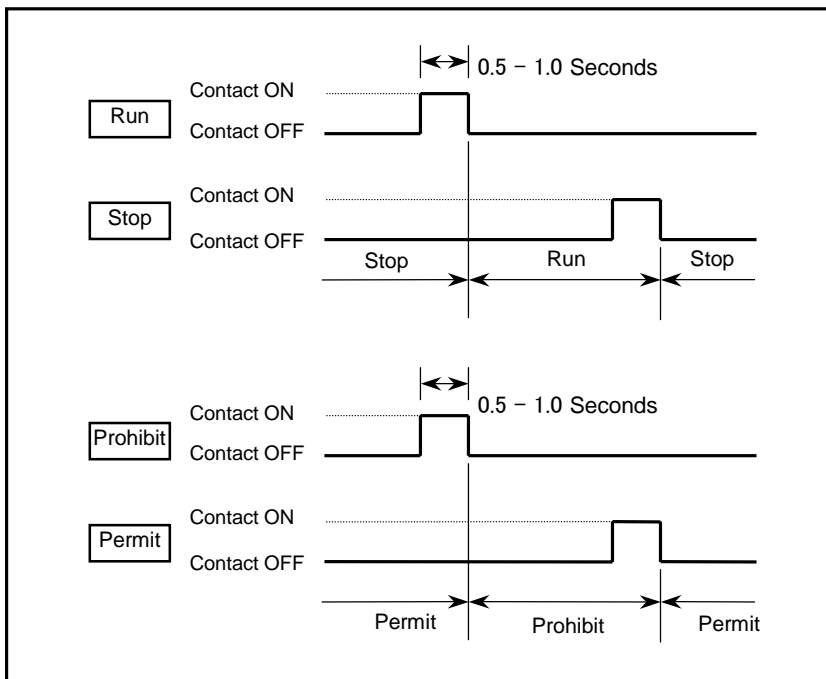 0.5 - 1.0 Seconds
Contact ON
Run
Contact OFF
Contact ON
Stop
Contact OFF
Stop Run Stop
0.5 - 1.0 Seconds
Contact ON
Prohibit
Contact OFF
Contact ON
Permit
Contact OFF
Permit Prohibit Permit